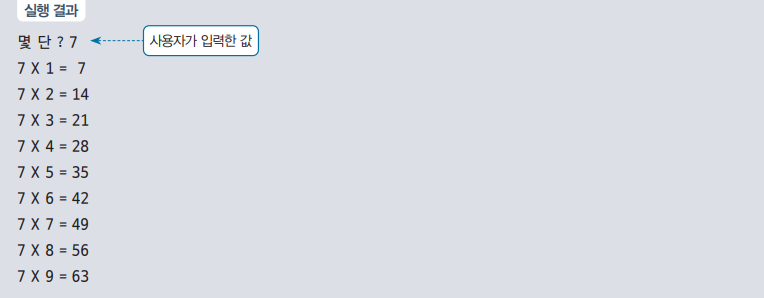 실행 결과
몇 단 ? 7
사용자가 입력한 값
7 X 1 =  7
7 X 2 = 14
7 X 3 = 21
7 X 4 = 28
7 X 5 = 35
7 X 6 = 42
7 X 7 = 49
7 X 8 = 56
7 X 9 = 63